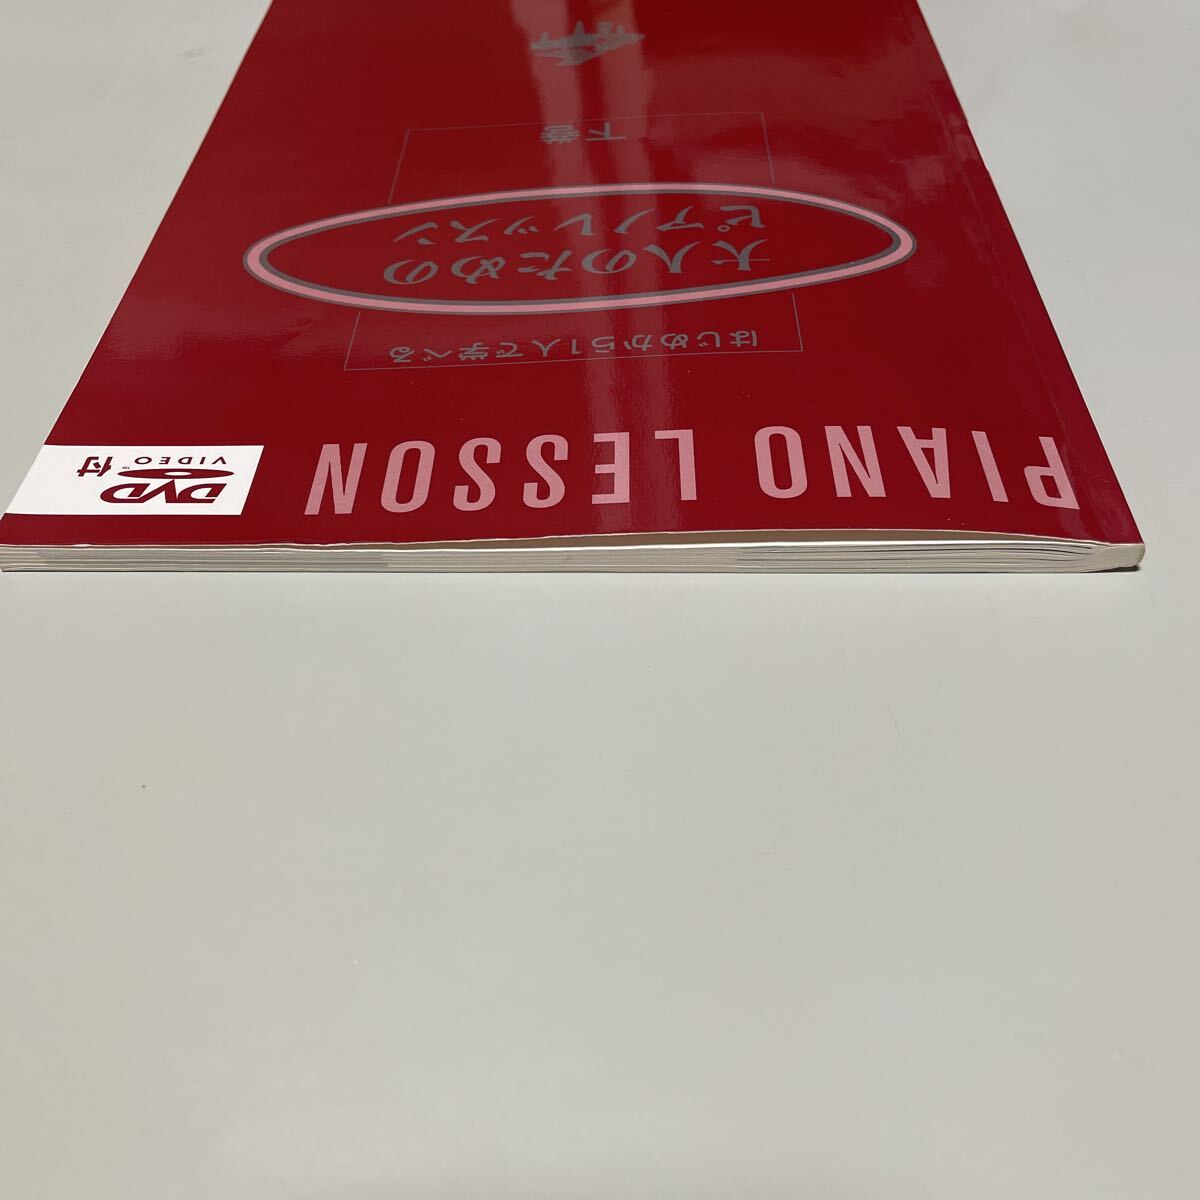 PIANO LESSON
DVD
VIDEO™
付
はじめから1人で学べる
大人のための
ピアノレッスン
下巻